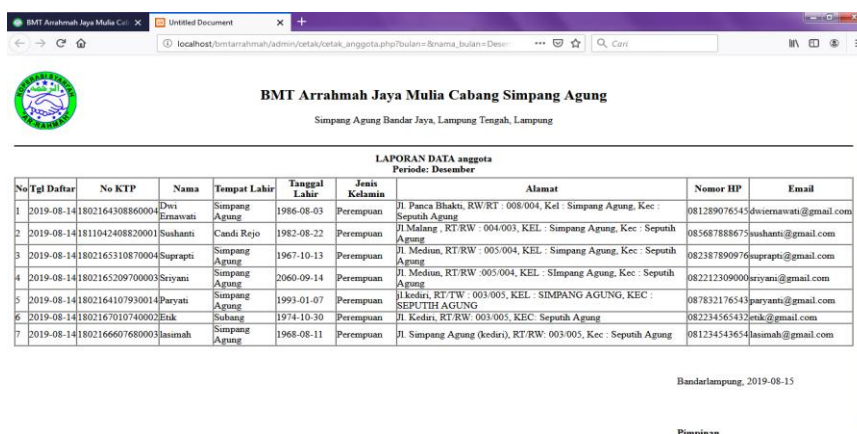 BMT Arrahmah Jaya Mulia Cab
Untitled Document
localhost/bmtarrahmah/admin/cetak/cetak_anggota.php?bulan=&nama_bulan=Desem
Cari
KOPERASI SYARIAH
الرحمة
AR-RAHMAH
BMT Arrahmah Jaya Mulia Cabang Simpang Agung
Simpang Agung Bandar Jaya, Lampung Tengah, Lampung
LAPORAN DATA anggota
Periode: Desember
No Tgl Daftar No KTP Nama Tempat Lahir Tanggal Lahir Jenis Kelamin Alamat Nomor HP Email
1 2019-08-14 1802164308860004 Dwi Ernawati Simpang Agung 1986-08-03 Perempuan Jl. Panca Bhakti, RW/RT : 008/004, Kel : Simpang Agung, Kec : Seputih Agung 081289076545 dwiernawati@gmail.com
2 2019-08-14 1811042408820001 Sushanti Candi Rejo 1982-08-22 Perempuan Jl.Malang , RT/RW : 004/003, KEL : Simpang Agung, Kec : Seputih Agung 085687888675 sushanti@gmail.com
3 2019-08-14 1802165310870004 Suprapti Simpang Agung 1967-10-13 Perempuan Jl. Mediun, RT/RW : 005/004, KEL : Simpang Agung, Kec : Seputih Agung 082387890976 suprapti@gmail.com
4 2019-08-14 1802165209700003 Sriyani Simpang Agung 2060-09-14 Perempuan Jl. Mediun, RT/RW :005/004, KEL : SImpang Agung, Kec : Seputih Agung 082212309000 sriyani@gmail.com
5 2019-08-14 1802164107930014 Paryati Simpang Agung 1993-01-07 Perempuan jl.kediri, RT/TW : 003/005, KEL : SIMPANG AGUNG, KEC : SEPUTIH AGUNG 087832176543 paryanti@gmail.com
6 2019-08-14 1802167010740002 Etik Subang 1974-10-30 Perempuan Jl. Kediri, RT/RW: 003/005, KEC: Seputih Agung 082234565432 etik@gmail.com
7 2019-08-14 1802166607680003 lasimah Simpang Agung 1968-08-11 Perempuan Jl. Simpang Agung (kediri), RT/RW: 003/005, Kec : Seputih Agung 081234543654 lasimah@gmail.com
Bandarlampung, 2019-08-15
Pimpinan